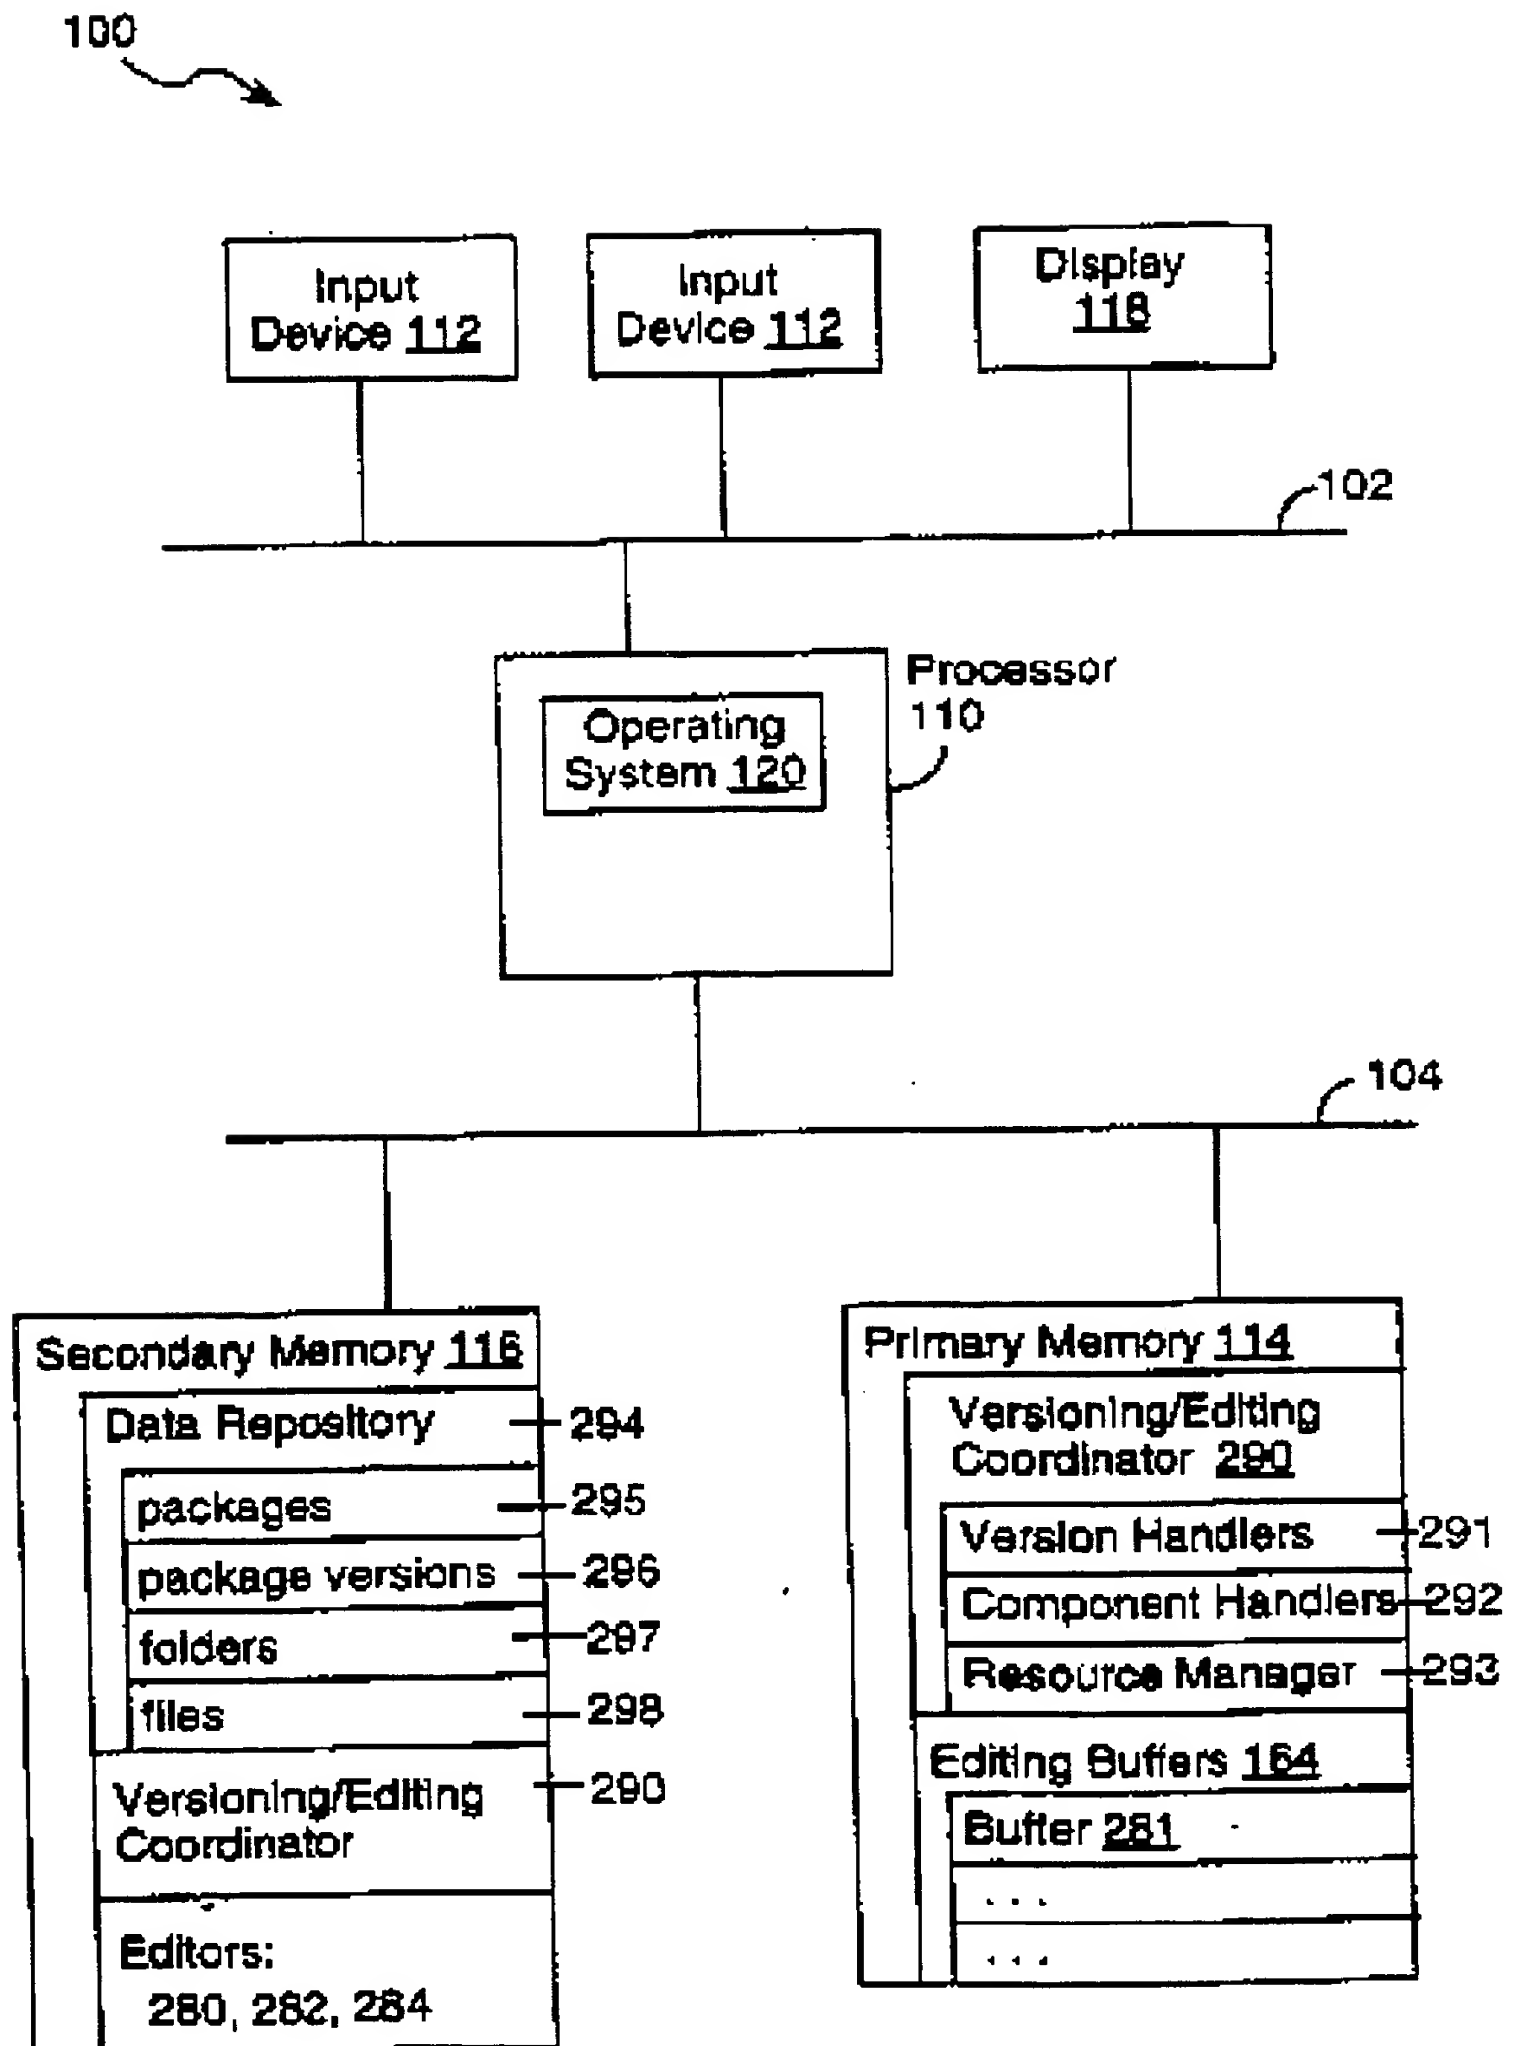 100
Input
Device 112
Input
Device 112
Display
118
102
Processor
110
Operating
System 120
104
Secondary Memory 116
Data Repository 294
packages 295
package versions 296
folders 297
files 298
Versioning/Editing 290
Coordinator
Editors:
280, 282, 284
Primary Memory 114
Versioning/Editing
Coordinator 290
Version Handlers 291
Component Handlers 292
Resource Manager 293
Editing Buffers 164
Buffer 281
. . .
. . .